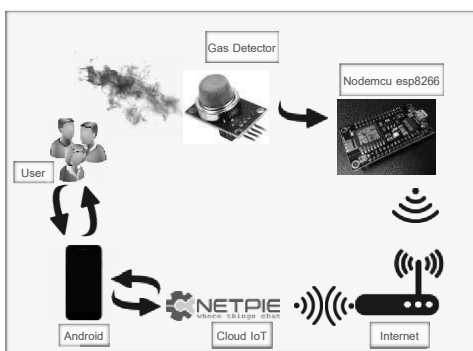 Gas Detector
Nodemcu esp8266
User
NETPIE
where things chat
Android
Cloud IoT
Internet